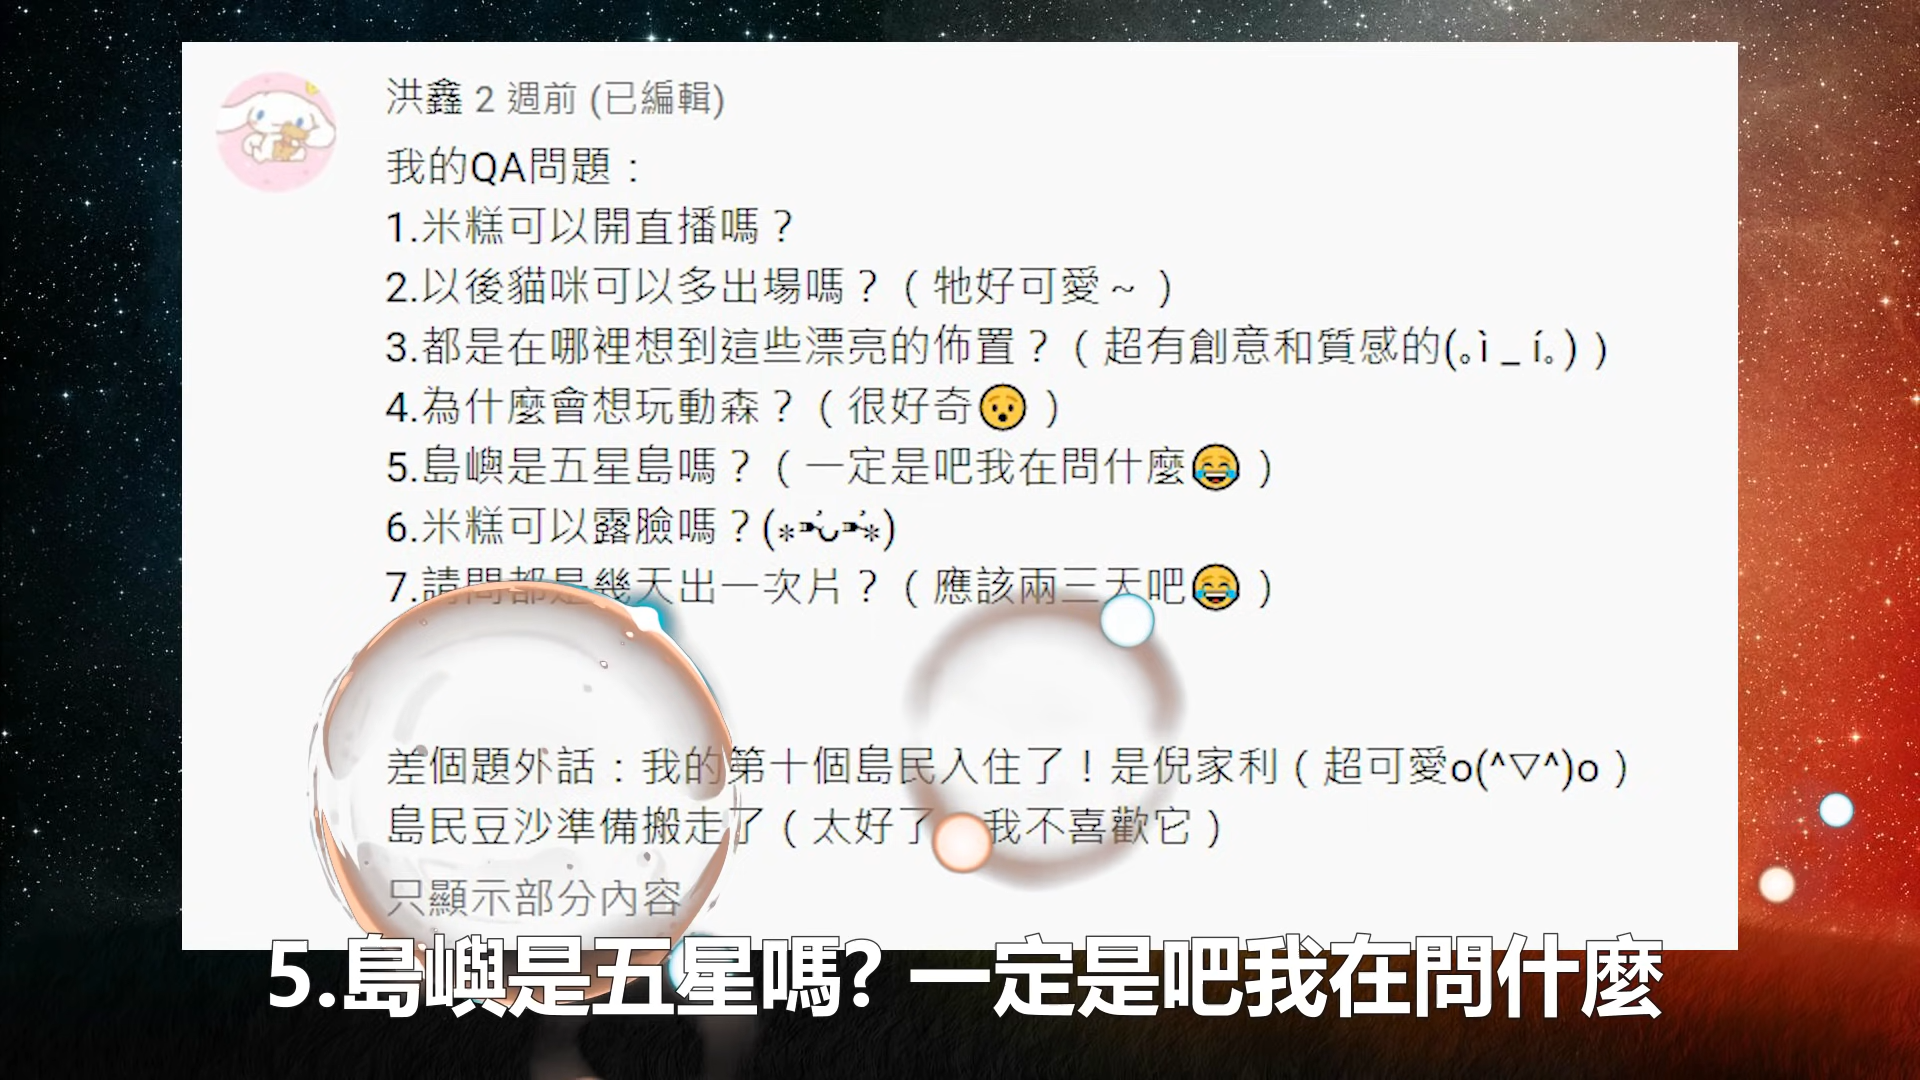 洪鑫 2 週前 (已編輯)
我的QA問題：
1.米糕可以開直播嗎？
2.以後貓咪可以多出場嗎？（牠好可愛～）
3.都是在哪裡想到這些漂亮的佈置？（超有創意和質感的(｡ì _ í｡)）
4.為什麼會想玩動森？（很好奇😯）
5.島嶼是五星島嗎？（一定是吧我在問什麼😂）
6.米糕可以露臉嗎？(⁎⁍̴̛ᴗ⁍̴̛⁎)
7.請問都是幾天出一次片？（應該兩三天吧😂）
差個題外話：我的第十個島民入住了！是倪家利（超可愛o(^▽^)o）
島民豆沙準備搬走了（太好了 我不喜歡它）
只顯示部分內容
5.島嶼是五星嗎? 一定是吧我在問什麼